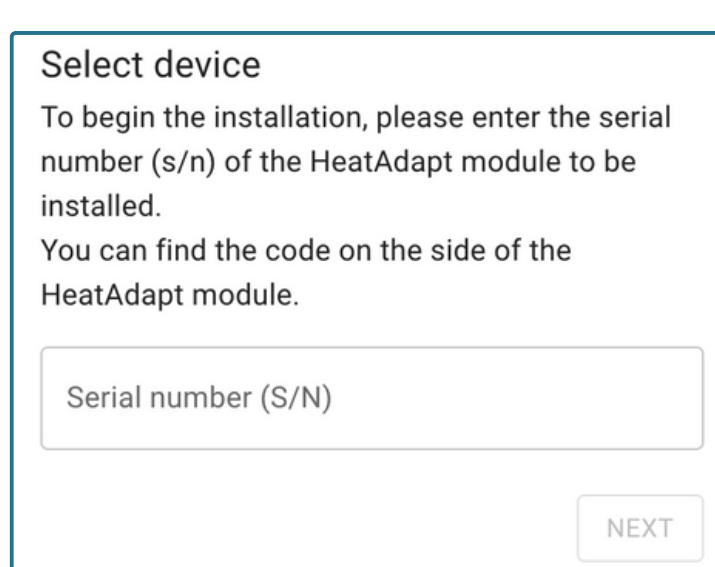 Select device
To begin the installation, please enter the serial
number (s/n) of the HeatAdapt module to be
installed.
You can find the code on the side of the
HeatAdapt module.
Serial number (S/N)
NEXT